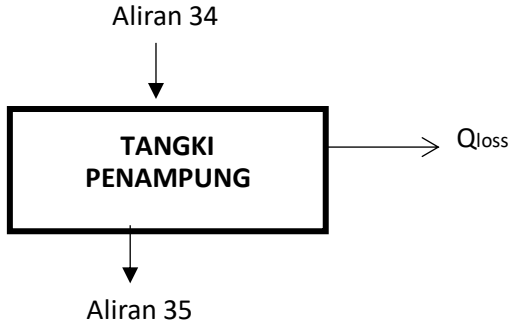 Aliran 34
TANGKI
PENAMPUNG
Qloss
Aliran 35